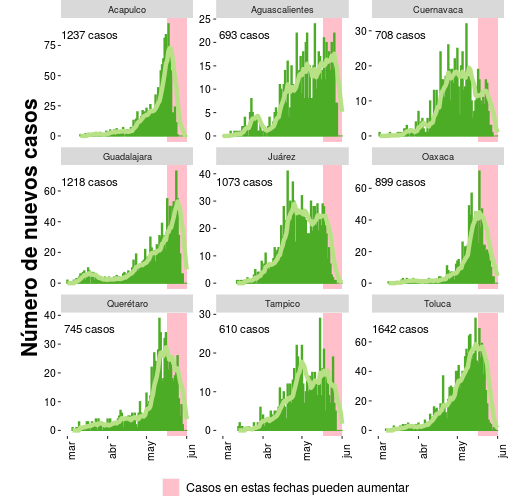 Número de nuevos casos
Acapulco
1237 casos
75
50
25
0
Aguascalientes
693 casos
25
20
15
10
5
0
Cuernavaca
708 casos
30
20
10
0
Guadalajara
1218 casos
60
40
20
0
Juárez
1073 casos
40
30
20
10
0
Oaxaca
899 casos
60
40
20
0
Querétaro
745 casos
40
30
20
10
0
mar
abr
may
jun
Tampico
610 casos
30
20
10
0
mar
abr
may
jun
Toluca
1642 casos
60
40
20
0
mar
abr
may
jun
Casos en estas fechas pueden aumentar